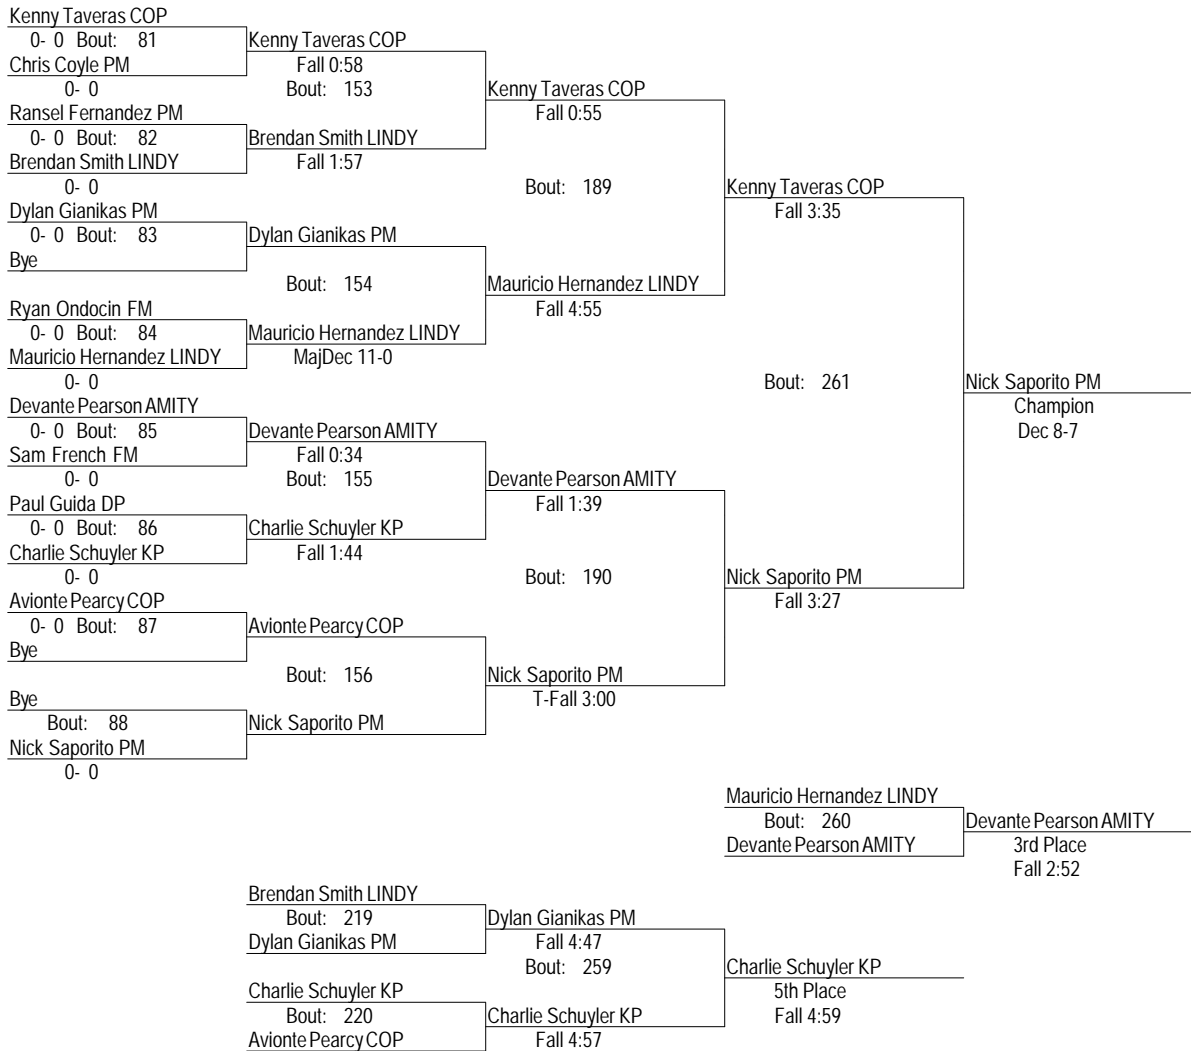 Kenny Taveras COP
0- 0 Bout: 81
Chris Coyle PM
0- 0
Ransel Fernandez PM
0- 0 Bout: 82
Brendan Smith LINDY
0- 0
Dylan Gianikas PM
0- 0 Bout: 83
Bye
Ryan Ondocin FM
0- 0 Bout: 84
Mauricio Hernandez LINDY
0- 0
Devante Pearson AMITY
0- 0 Bout: 85
Sam French FM
0- 0
Paul Guida DP
0- 0 Bout: 86
Charlie Schuyler KP
0- 0
Avionte Pearcy COP
0- 0 Bout: 87
Bye
Bye
Bout: 88
Nick Saporito PM
0- 0
Kenny Taveras COP
Fall 0:58
Bout: 153
Brendan Smith LINDY
Fall 1:57
Dylan Gianikas PM
Bout: 154
Mauricio Hernandez LINDY
MajDec 11-0
Devante Pearson AMITY
Fall 0:34
Bout: 155
Charlie Schuyler KP
Fall 1:44
Avionte Pearcy COP
Bout: 156
Nick Saporito PM
Kenny Taveras COP
Fall 0:55
Bout: 189
Mauricio Hernandez LINDY
Fall 4:55
Devante Pearson AMITY
Fall 1:39
Bout: 190
Nick Saporito PM
T-Fall 3:00
Kenny Taveras COP
Fall 3:35
Bout: 261
Nick Saporito PM
Fall 3:27
Nick Saporito PM
Champion
Dec 8-7
Mauricio Hernandez LINDY
Bout: 260
Devante Pearson AMITY
Devante Pearson AMITY
3rd Place
Fall 2:52
Brendan Smith LINDY
Bout: 219
Dylan Gianikas PM
Charlie Schuyler KP
Bout: 220
Avionte Pearcy COP
Dylan Gianikas PM
Fall 4:47
Bout: 259
Charlie Schuyler KP
Fall 4:57
Charlie Schuyler KP
5th Place
Fall 4:59